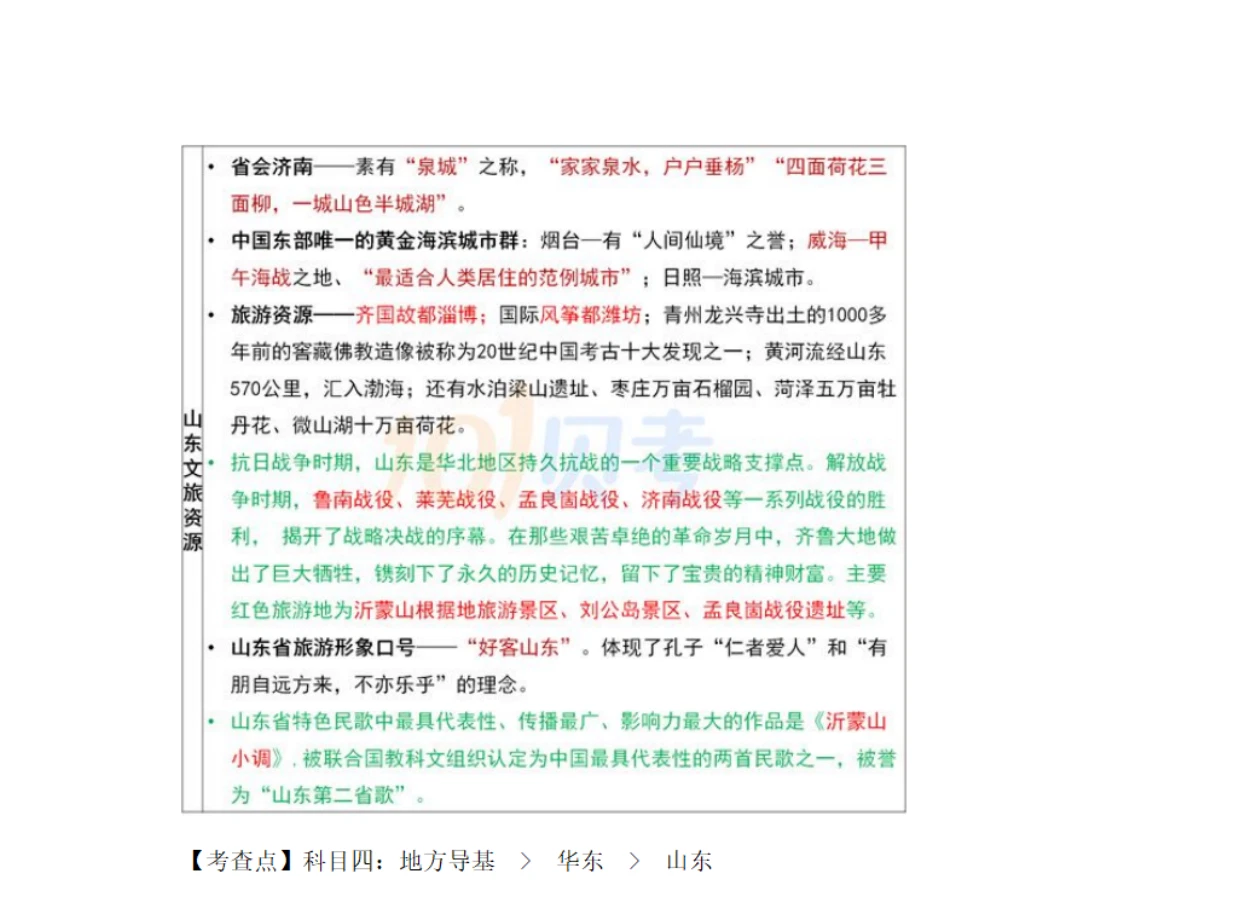 山东文旅资源
• 省会济南——素有“泉城”之称，“家家泉水，户户垂杨”“四面荷花三
面柳，一城山色半城湖”。
• 中国东部唯一的黄金海滨城市群：烟台—有“人间仙境”之誉；威海—甲
午海战之地、“最适合人类居住的范例城市”；日照—海滨城市。
• 旅游资源——齐国故都淄博；国际风筝都潍坊；青州龙兴寺出土的1000多
年前的窖藏佛教造像被称为20世纪中国考古十大发现之一；黄河流经山东
570公里，汇入渤海；还有水泊梁山遗址、枣庄万亩石榴园、菏泽五万亩牡
丹花、微山湖十万亩荷花。
• 抗日战争时期，山东是华北地区持久抗战的一个重要战略支撑点。解放战
争时期，鲁南战役、莱芜战役、孟良崮战役、济南战役等一系列战役的胜
利， 揭开了战略决战的序幕。在那些艰苦卓绝的革命岁月中，齐鲁大地做
出了巨大牺牲，镌刻下了永久的历史记忆，留下了宝贵的精神财富。主要
红色旅游地为沂蒙山根据地旅游景区、刘公岛景区、孟良崮战役遗址等。
• 山东省旅游形象口号——“好客山东”。体现了孔子“仁者爱人”和“有
朋自远方来，不亦乐乎”的理念。
• 山东省特色民歌中最具代表性、传播最广、影响力最大的作品是《沂蒙山
小调》.被联合国教科文组织认定为中国最具代表性的两首民歌之一，被誉
为“山东第二省歌”。
101贝考
【考查点】科目四：地方导基 > 华东 > 山东